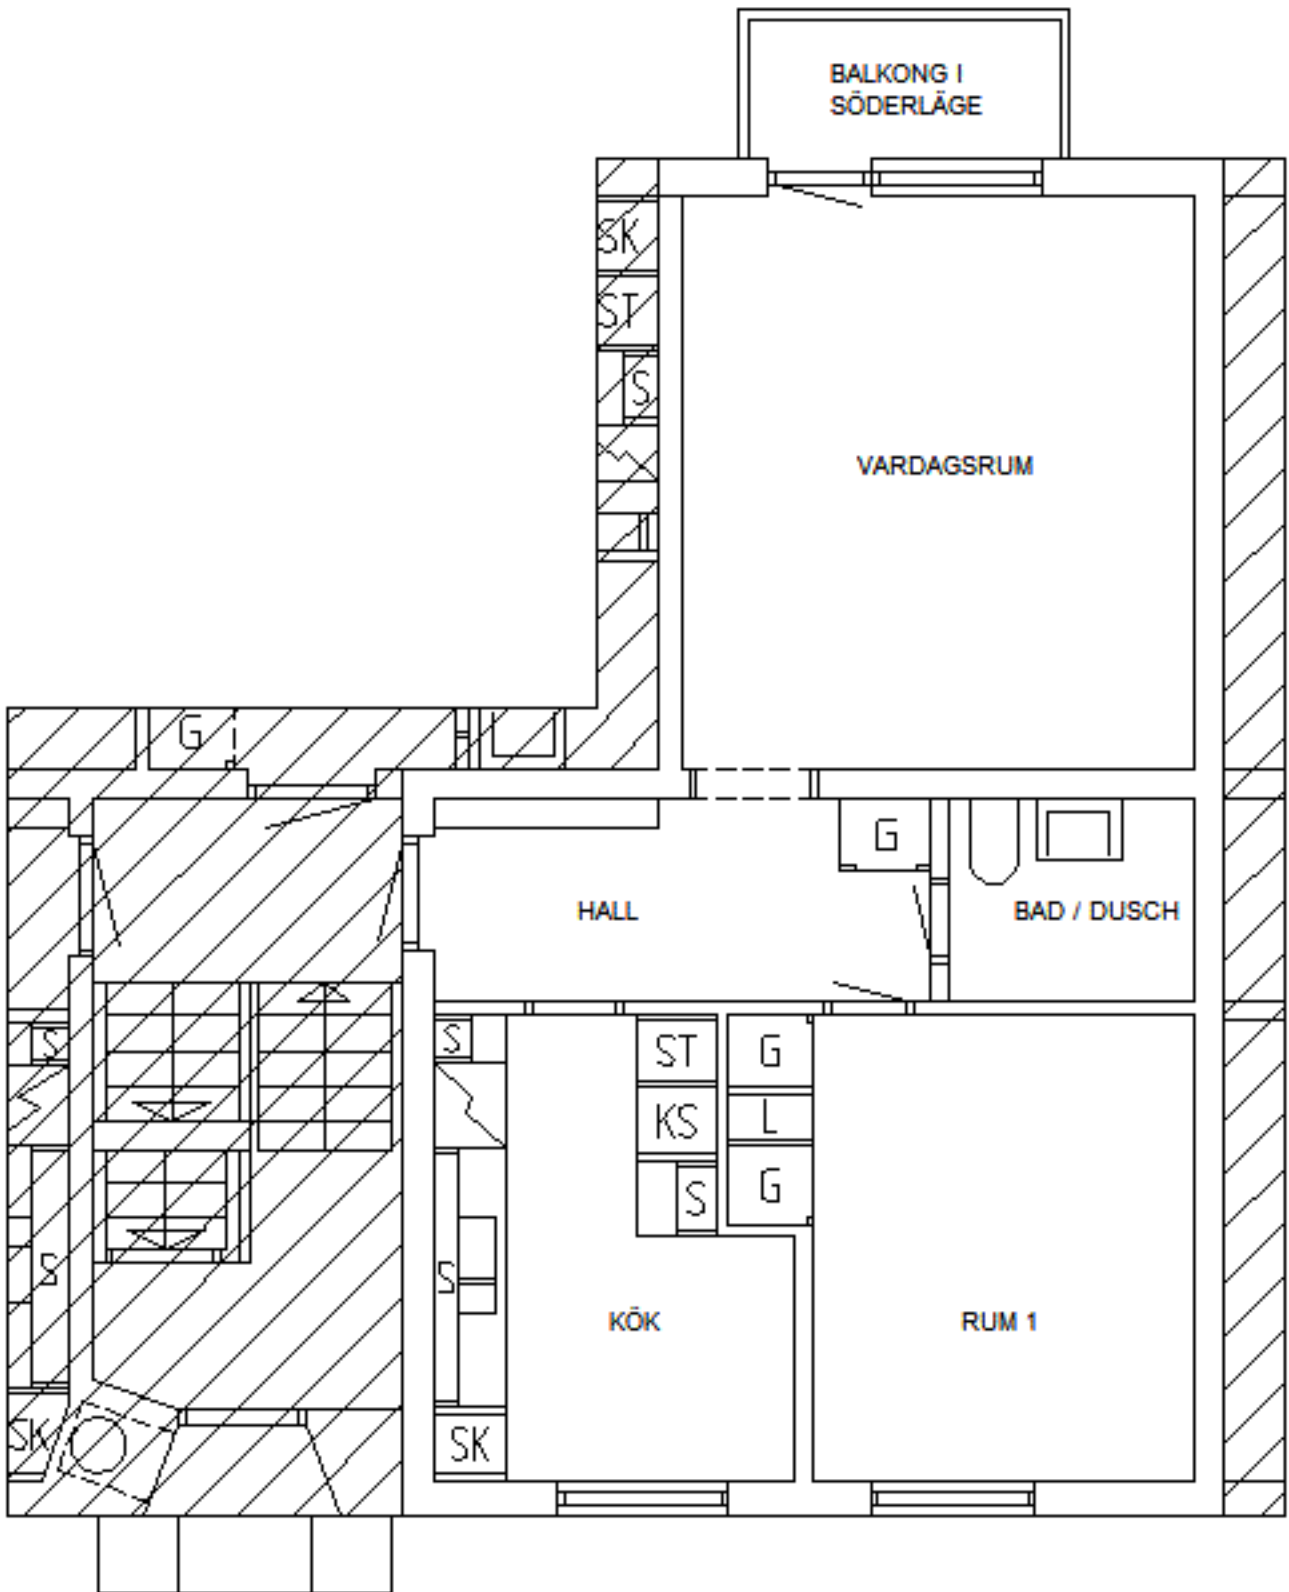 BALKONG I
SÖDERLÄGE
SK
ST
S
VARDAGSRUM
G
G
HALL
BAD / DUSCH
S
S
ST
G
KS
L
G
S
S
S
KÖK
RUM 1
SK
SK